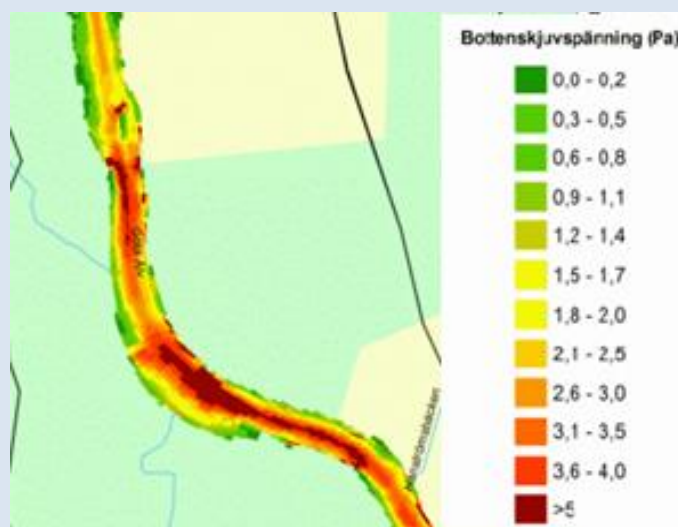 Bottenskjuvspänning (Pa)
0,0 - 0,2
0,3 - 0,5
0,6 - 0,8
0,9 - 1,1
1,2 - 1,4
1,5 - 1,7
1,8 - 2,0
2,1 - 2,5
2,6 - 3,0
3,1 - 3,5
3,6 - 4,0
>5